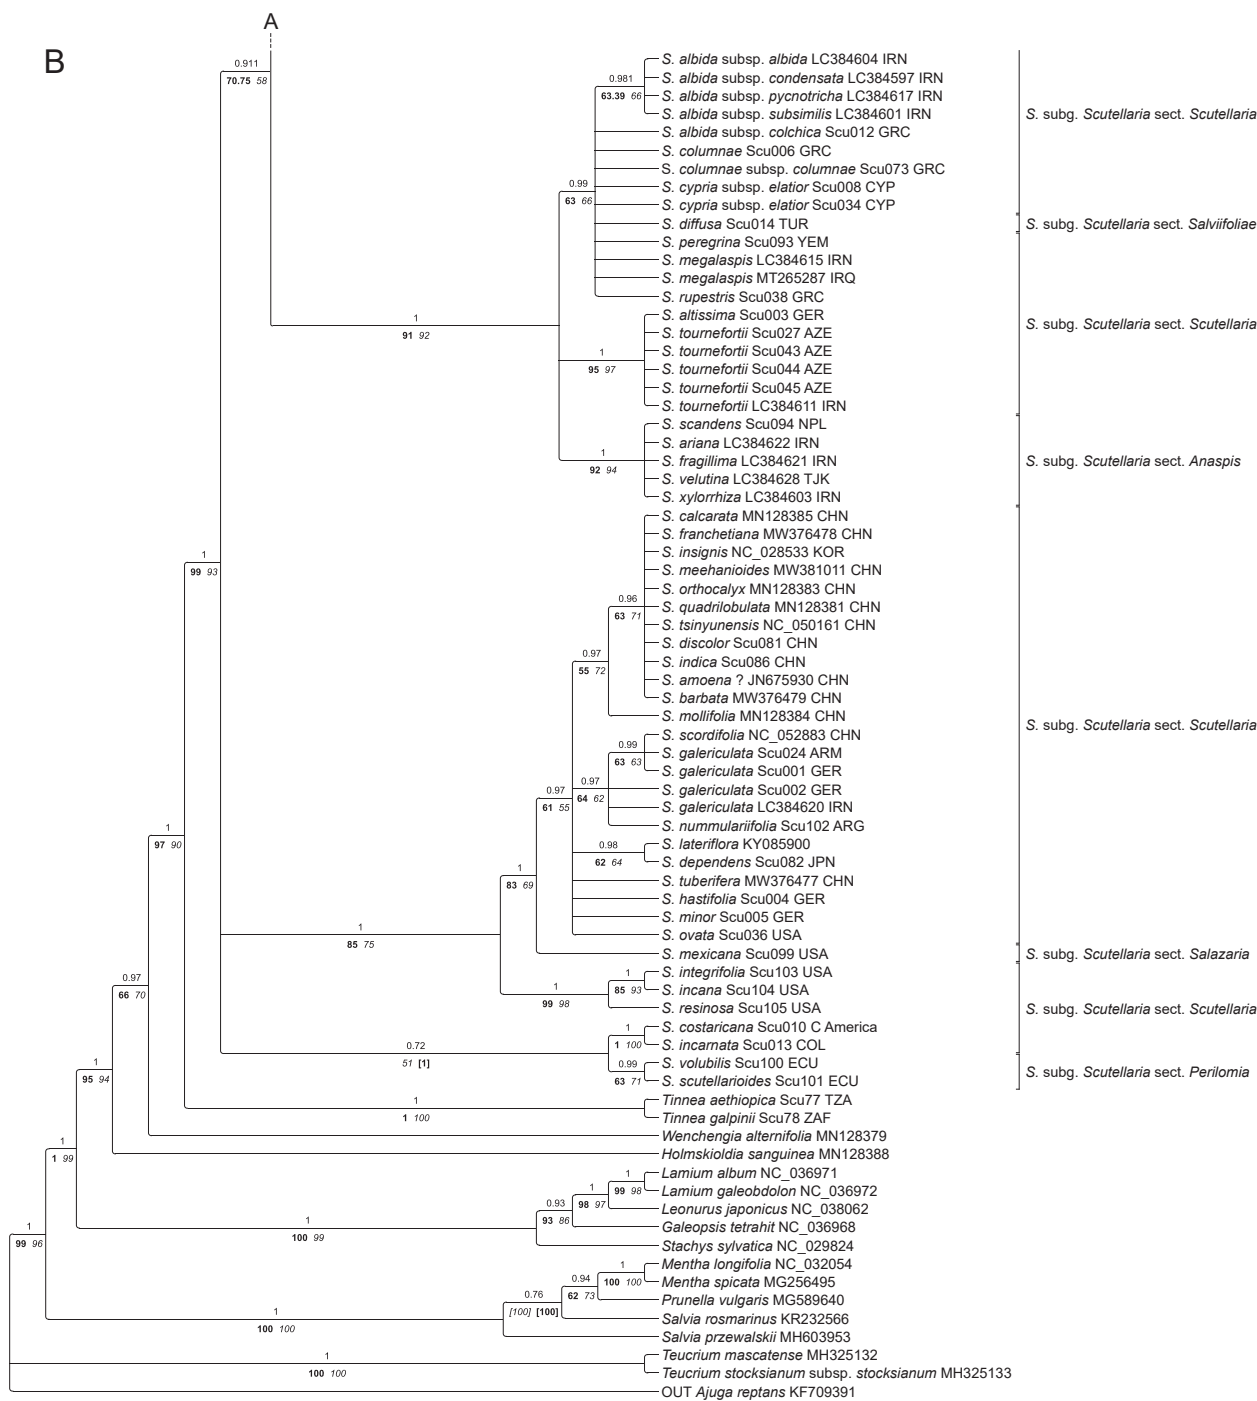 A
B
0.911
70.75 58
S. albida subsp. albida LC384604 IRN
S. albida subsp. condensata LC384597 IRN
0.981
63.39 66
S. albida subsp. pycnotricha LC384617 IRN
S. albida subsp. subsimilis LC384601 IRN
S. subg. Scutellaria sect. Scutellaria
S. albida subsp. colchica Scu012 GRC
S. columnae Scu006 GRC
S. columnae subsp. columnae Scu073 GRC
0.99
63 66
S. cypria subsp. elatior Scu008 CYP
S. cypria subsp. elatior Scu034 CYP
S. diffusa Scu014 TUR
S. subg. Scutellaria sect. Salviifoliae
S. peregrina Scu093 YEM
S. megalaspis LC384615 IRN
S. megalaspis MT265287 IRQ
S. rupestris Scu038 GRC
1
91 92
S. altissima Scu003 GER
S. subg. Scutellaria sect. Scutellaria
S. tournefortii Scu027 AZE
S. tournefortii Scu043 AZE
1
95 97
S. tournefortii Scu044 AZE
S. tournefortii Scu045 AZE
S. tournefortii LC384611 IRN
S. scandens Scu094 NPL
S. ariana LC384622 IRN
1
92 94
S. fragillima LC384621 IRN
S. subg. Scutellaria sect. Anaspis
S. velutina LC384628 TJK
S. xylorrhiza LC384603 IRN
S. calcarata MN128385 CHN
S. franchetiana MW376478 CHN
1
99 93
S. insignis NC_028533 KOR
S. meehanioides MW381011 CHN
S. orthocalyx MN128383 CHN
0.96
63 71
S. quadrilobulata MN128381 CHN
S. tsinyunensis NC_050161 CHN
S. discolor Scu081 CHN
0.97
55 72
S. indica Scu086 CHN
S. amoena ? JN675930 CHN
S. barbata MW376479 CHN
S. mollifolia MN128384 CHN
S. subg. Scutellaria sect. Scutellaria
S. scordifolia NC_052883 CHN
0.99
63 63
S. galericulata Scu024 ARM
S. galericulata Scu001 GER
0.97
64 62
S. galericulata Scu002 GER
0.97
61 55
S. galericulata LC384620 IRN
S. nummulariifolia Scu102 ARG
1
97 90
S. lateriflora KY085900
0.98
62 64
S. dependens Scu082 JPN
1
83 69
S. tuberifera MW376477 CHN
S. hastifolia Scu004 GER
S. minor Scu005 GER
1
85 75
S. ovata Scu036 USA
S. mexicana Scu099 USA
S. subg. Scutellaria sect. Salazaria
S. integrifolia Scu103 USA
1
85 93
S. incana Scu104 USA
0.97
66 70
1
99 98
S. resinosa Scu105 USA
S. subg. Scutellaria sect. Scutellaria
S. costaricana Scu010 C America
1
1 100
S. incarnata Scu013 COL
0.72
51 [1]
S. volubilis Scu100 ECU
0.99
63 71
S. scutellarioides Scu101 ECU
S. subg. Scutellaria sect. Perilomia
1
95 94
Tinnea aethiopica Scu77 TZA
1
1 100
Tinnea galpinii Scu78 ZAF
Wenchengia alternifolia MN128379
Holmskioldia sanguinea MN128388
1
1 99
Lamium album NC_036971
1
99 98
Lamium galeobdolon NC_036972
1
98 97
Leonurus japonicus NC_038062
0.93
93 86
Galeopsis tetrahit NC_036968
1
100 99
Stachys sylvatica NC_029824
1
99 96
Mentha longifolia NC_032054
1
100 100
Mentha spicata MG256495
0.94
62 73
Prunella vulgaris MG589640
0.76
[100] [100]
Salvia rosmarinus KR232566
1
100 100
Salvia przewalskii MH603953
Teucrium mascatense MH325132
1
100 100
Teucrium stocksianum subsp. stocksianum MH325133
OUT Ajuga reptans KF709391